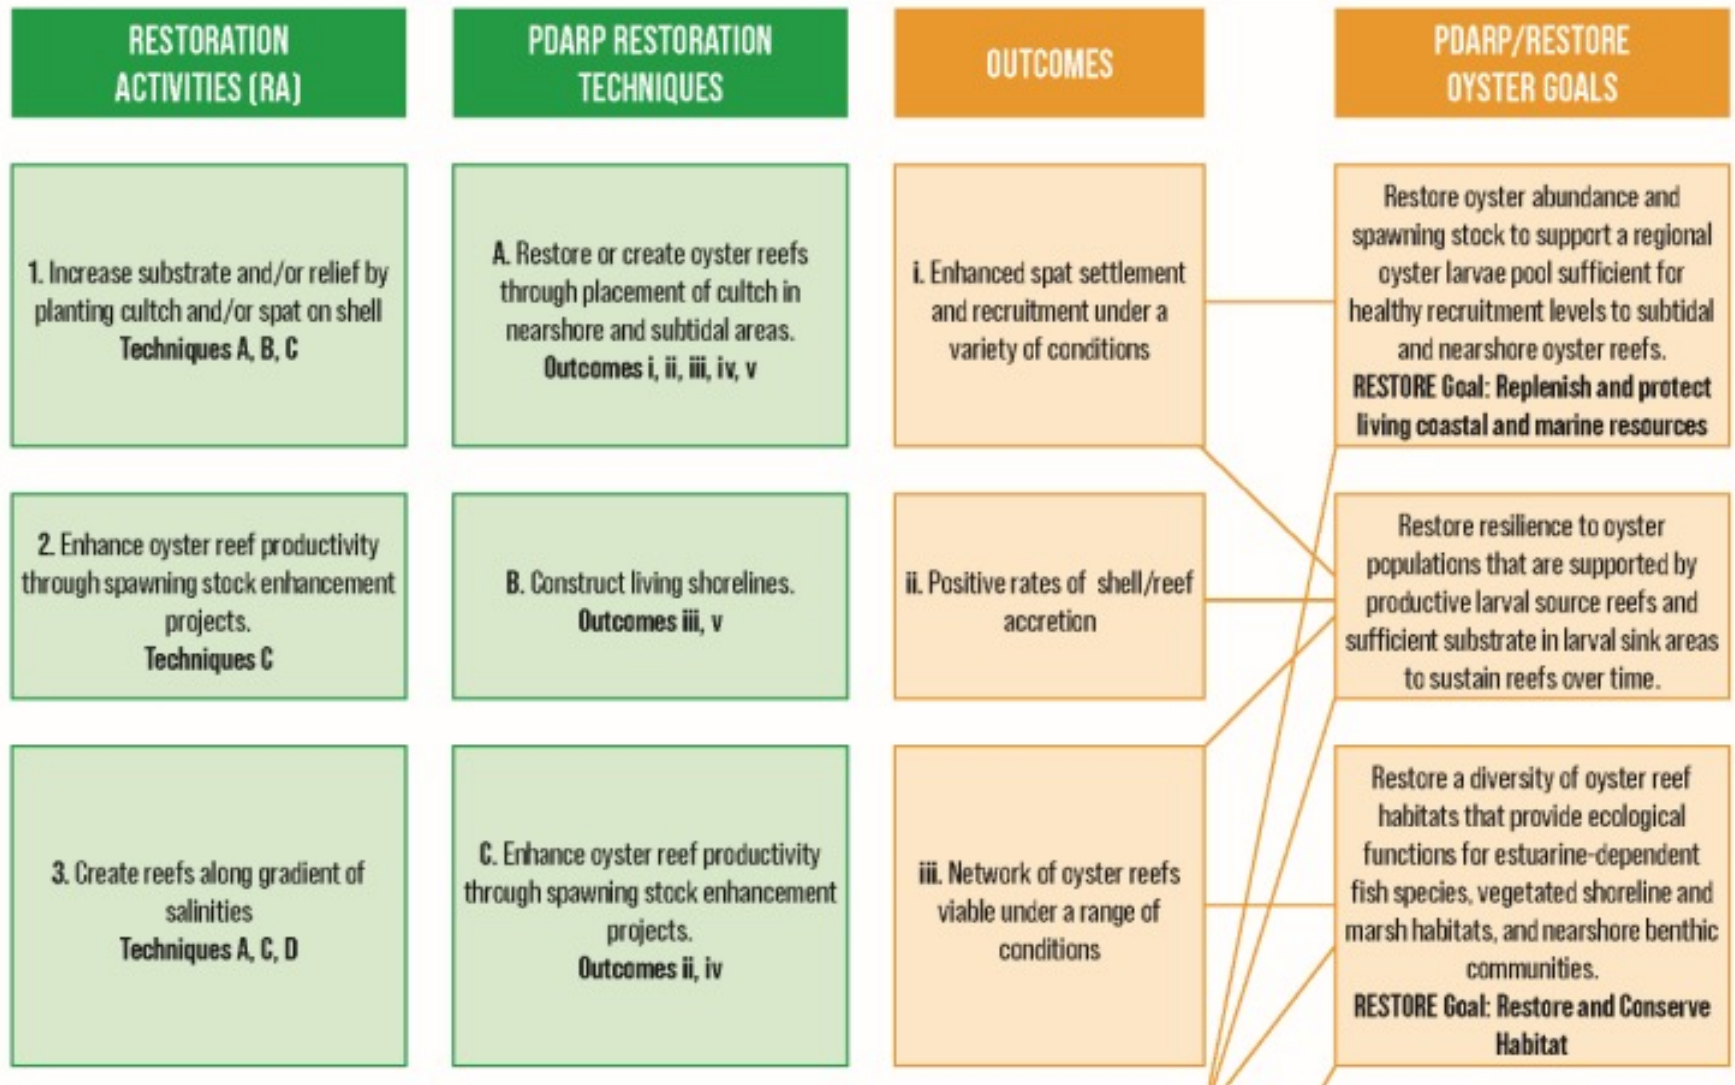 RESTORATION
ACTIVITIES (RA)
PDARP RESTORATION
TECHNIQUES
OUTCOMES
PDARP/RESTORE
OYSTER GOALS
1. Increase substrate and/or relief by
planting cultch and/or spat on shell
Techniques A, B, C
A. Restore or create oyster reefs
through placement of cultch in
nearshore and subtidal areas.
Outcomes i, ii, iii, iv, v
i. Enhanced spat settlement
and recruitment under a
variety of conditions
Restore oyster abundance and
spawning stock to support a regional
oyster larvae pool sufficient for
healthy recruitment levels to subtidal
and nearshore oyster reefs.
RESTORE Goal: Replenish and protect
living coastal and marine resources
2. Enhance oyster reef productivity
through spawning stock enhancement
projects.
Techniques C
B. Construct living shorelines.
Outcomes iii, v
ii. Positive rates of shell/reef
accretion
Restore resilience to oyster
populations that are supported by
productive larval source reefs and
sufficient substrate in larval sink areas
to sustain reefs over time.
3. Create reefs along gradient of
salinities
Techniques A, C, D
C. Enhance oyster reef productivity
through spawning stock enhancement
projects.
Outcomes ii, iv
iii. Network of oyster reefs
viable under a range of
conditions
Restore a diversity of oyster reef
habitats that provide ecological
functions for estuarine-dependent
fish species, vegetated shoreline and
marsh habitats, and nearshore benthic
communities.
RESTORE Goal: Restore and Conserve
Habitat